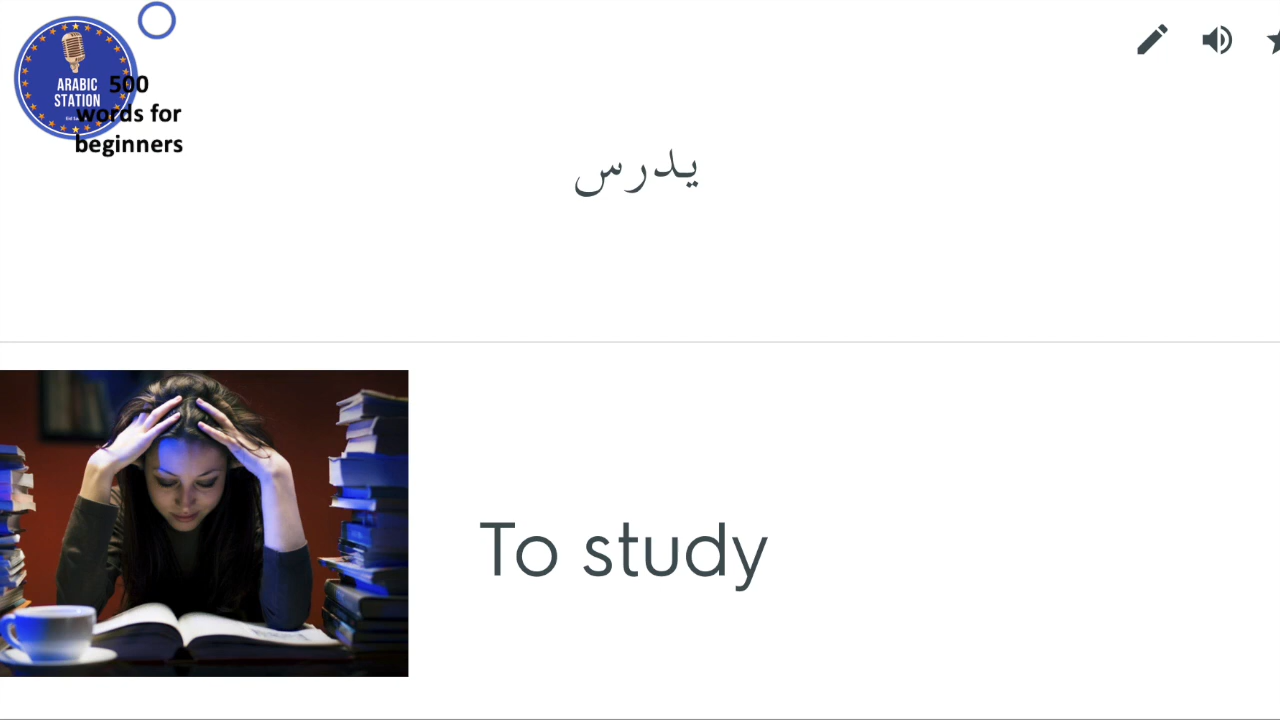 ARABIC
STATION
500
words for
beginners
يدرس
To study